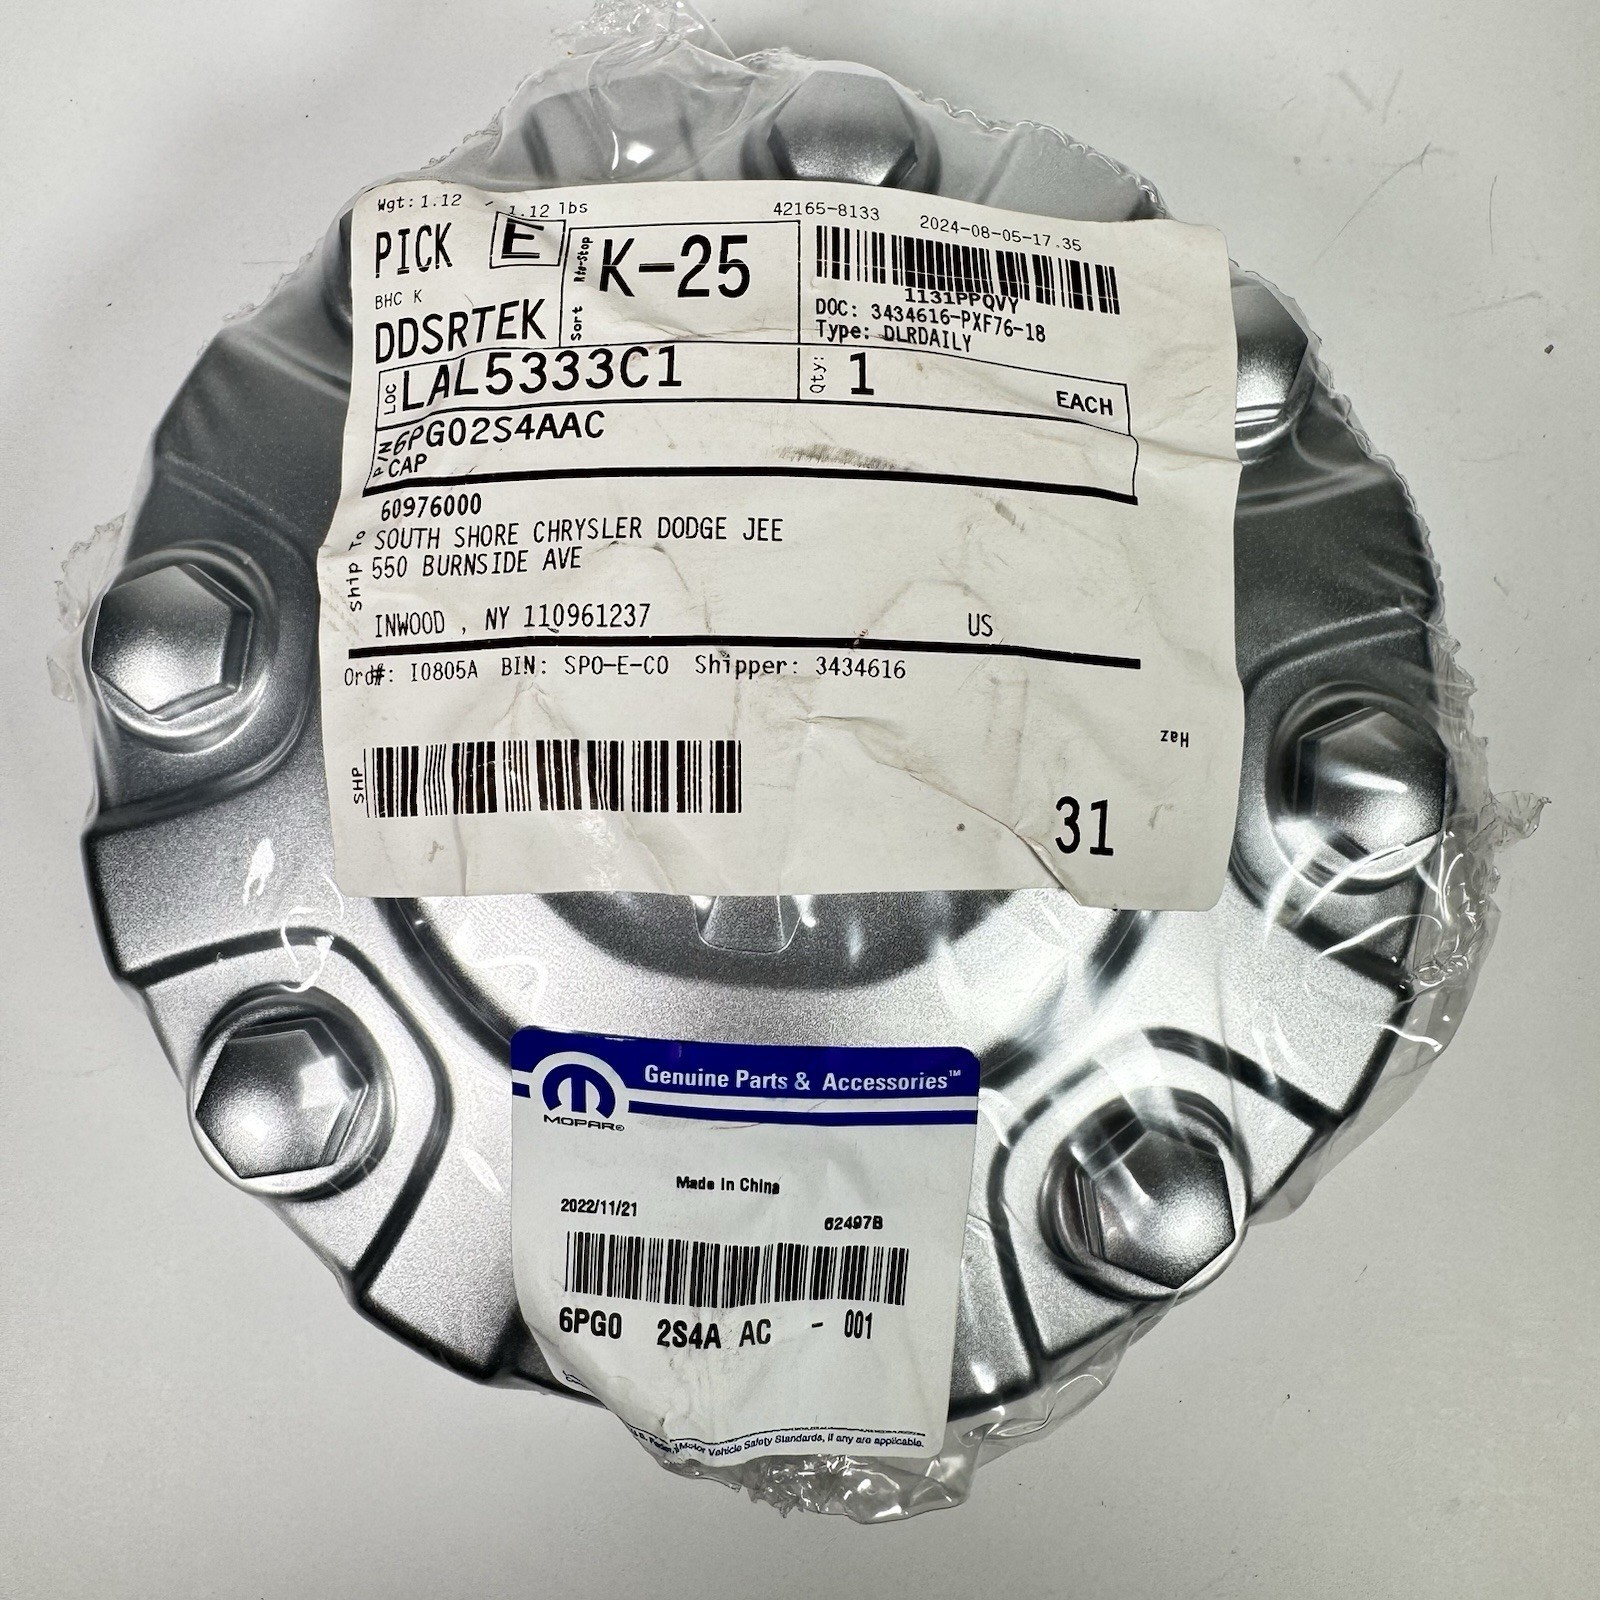 Wgt: 1.12 - 1.12 lbs
42165-8133 2024-08-05-17.35
PICK E
Rte-Stop
Sort
K-25
1131PPQVY
BHC K
DDSRTEK
DOC: 3434616-PXF76-18
Type: DLRDAILY
LOC LAL5333C1
Qty: 1 EACH
P/N 6PG02S4AAC
CAP
Ship To
60976000
SOUTH SHORE CHRYSLER DODGE JEE
550 BURNSIDE AVE
INWOOD , NY 110961237 US
Ord#: I0805A BIN: SPO-E-CO Shipper: 3434616
Haz
SHP
31
Genuine Parts & Accessories™
MOPAR®
Made In China
2022/11/21 62497B
6PG0 2S4A AC - 001
Motor Vehicle Safety Standards, if any are applicable.